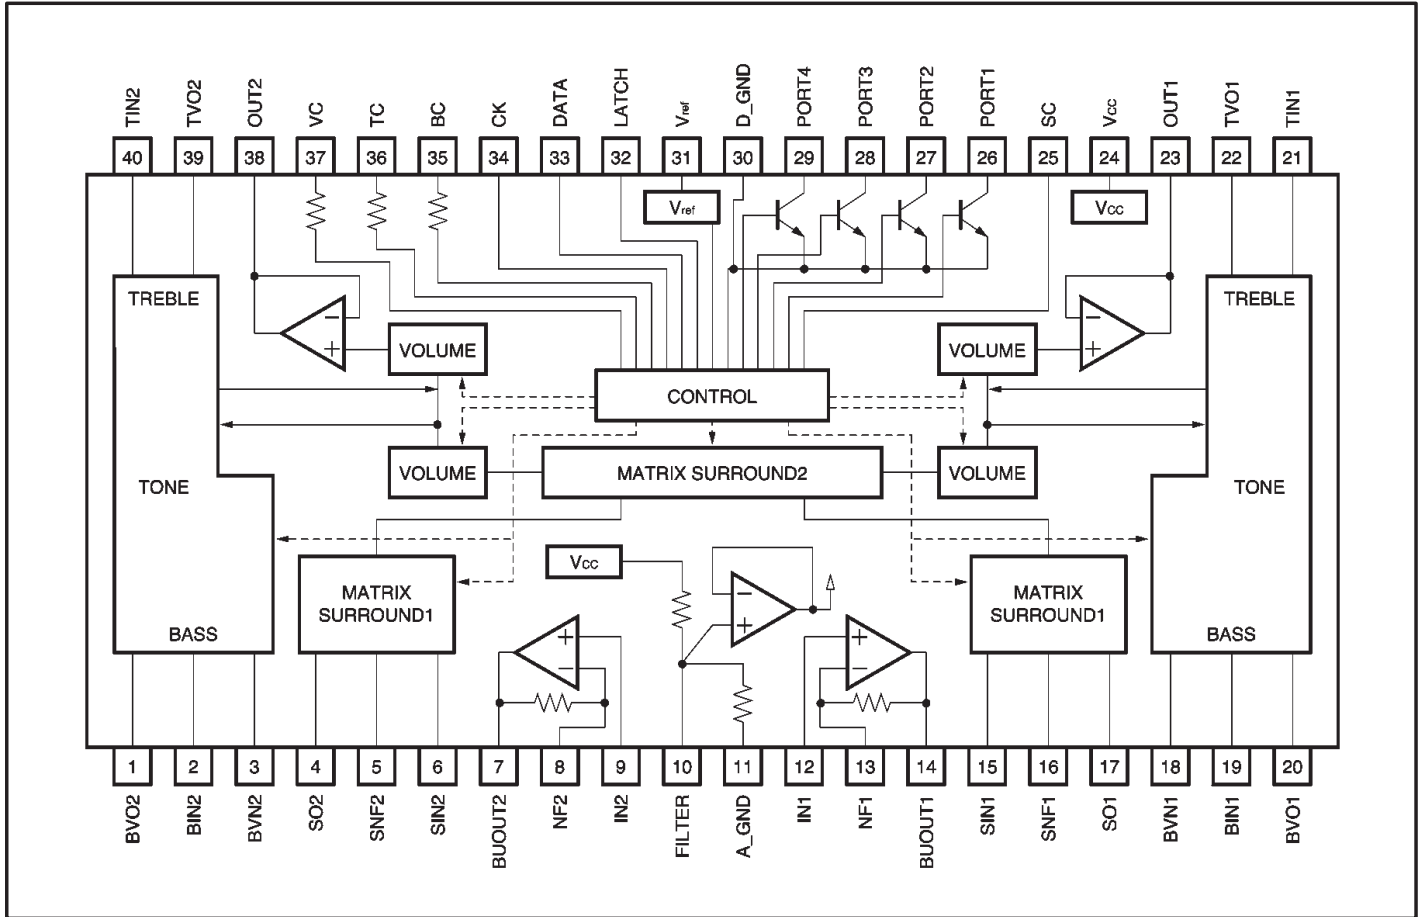 TIN2
TVO2
OUT2
VC
TC
BC
CK
DATA
LATCH
Vref
D_GND
PORT4
PORT3
PORT2
PORT1
SC
VCC
OUT1
TVO1
TIN1
40
39
38
37
36
35
34
33
32
31
30
29
28
27
26
25
24
23
22
21
Vref
VCC
TREBLE
TREBLE
−
+
−
+
VOLUME
VOLUME
CONTROL
VOLUME
MATRIX SURROUND2
VOLUME
TONE
TONE
VCC
MATRIX
SURROUND1
−
+
MATRIX
SURROUND1
BASS
+
−
+
−
BASS
1
2
3
4
5
6
7
8
9
10
11
12
13
14
15
16
17
18
19
20
BVO2
BIN2
BVN2
SO2
SNF2
SIN2
BUOUT2
NF2
IN2
FILTER
A_GND
IN1
NF1
BUOUT1
SIN1
SNF1
SO1
BVN1
BIN1
BVO1